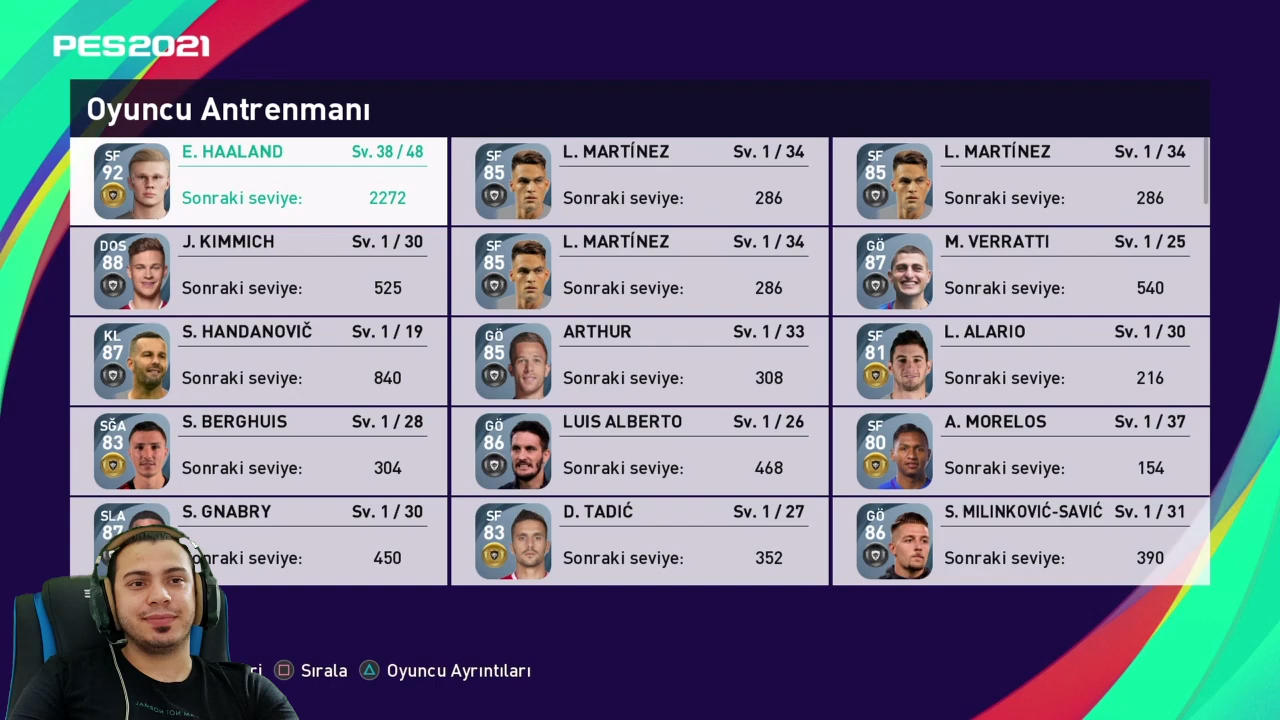 PES2021
Oyuncu Antrenmanı
SF 92 E. HAALAND Sv. 38 / 48
Sonraki seviye: 2272
SF 85 L. MARTÍNEZ Sv. 1 / 34
Sonraki seviye: 286
SF 85 L. MARTÍNEZ Sv. 1 / 34
Sonraki seviye: 286
DOS 88 J. KIMMICH Sv. 1 / 30
Sonraki seviye: 525
SF 85 L. MARTÍNEZ Sv. 1 / 34
Sonraki seviye: 286
GÖ 87 M. VERRATTI Sv. 1 / 25
Sonraki seviye: 540
KL 87 S. HANDANOVIČ Sv. 1 / 19
Sonraki seviye: 840
GÖ 85 ARTHUR Sv. 1 / 33
Sonraki seviye: 308
SF 81 L. ALARIO Sv. 1 / 30
Sonraki seviye: 216
SĞA 83 S. BERGHUIS Sv. 1 / 28
Sonraki seviye: 304
GÖ 86 LUIS ALBERTO Sv. 1 / 26
Sonraki seviye: 468
SF 80 A. MORELOS Sv. 1 / 37
Sonraki seviye: 154
SLA 87 S. GNABRY Sv. 1 / 30
Sonraki seviye: 450
SF 83 D. TADIĆ Sv. 1 / 27
Sonraki seviye: 352
GÖ 86 S. MILINKOVIĆ-SAVIĆ Sv. 1 / 31
Sonraki seviye: 390
Sırala Oyuncu Ayrıntıları